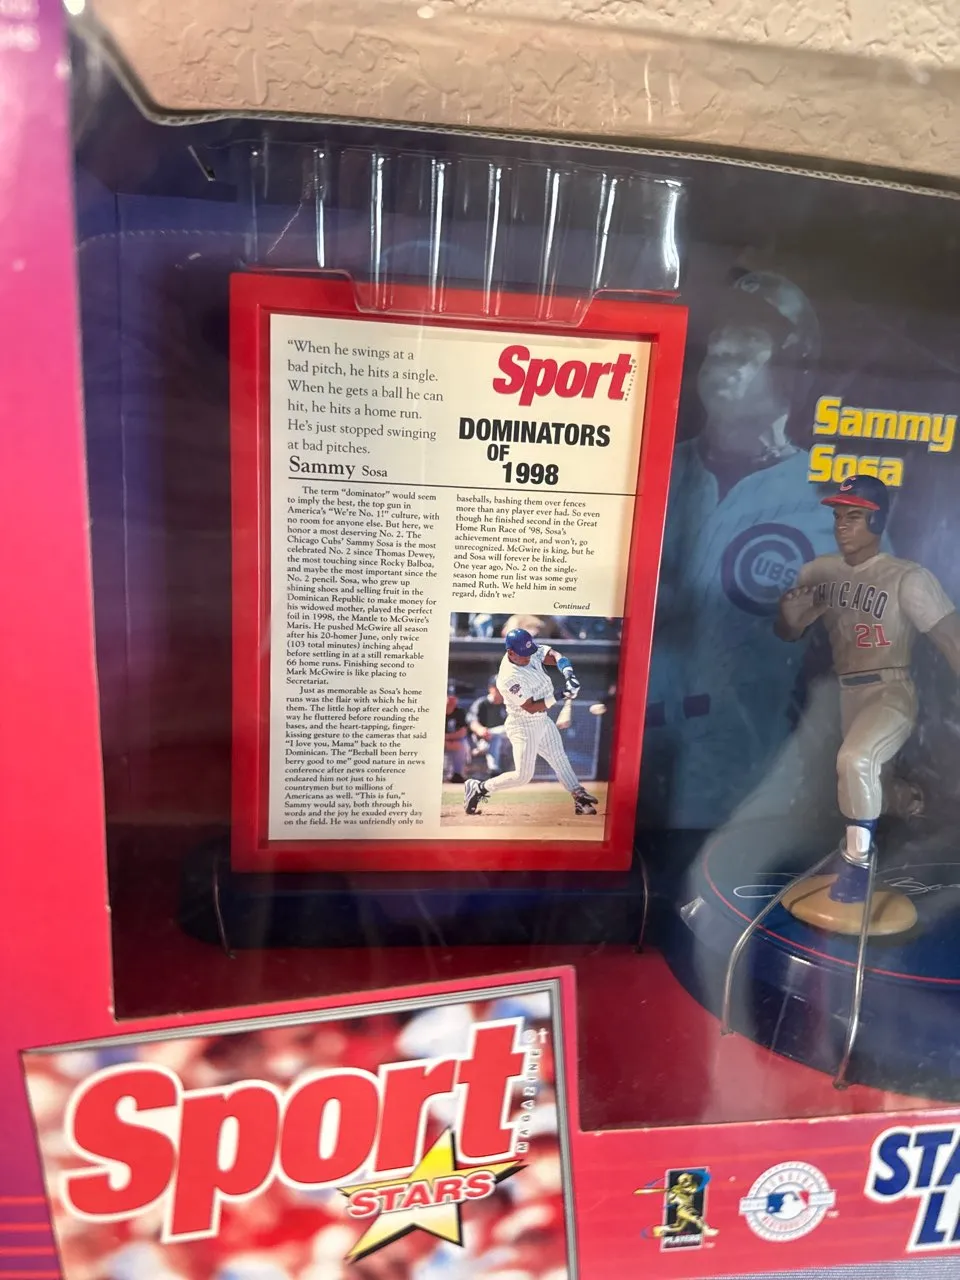 "When he swings at a
bad pitch, he hits a single.
When he gets a ball he can
hit, he hits a home run.
He's just stopped swinging
at bad pitches.
Sammy Sosa
Sport
DOMINATORS
OF
1998
The term "dominator" would seem
to imply the best, the top gun in
America's "We're No. 1!" culture, with
no room for anyone else. But here, we
honor a most deserving No. 2. The
Chicago Cubs' Sammy Sosa is the most
celebrated No. 2 since Thomas Dewey,
the most touching since Rocky Balboa,
and maybe the most important since the
No. 2 pencil. Sosa, who grew up
shining shoes and selling fruit in the
Dominican Republic to make money for
his widowed mother, played the perfect
foil in 1998, the Mantle to McGwire's
Maris. He pushed McGwire all season
after his 20-homer June, only twice
(103 total minutes) inching ahead
before settling in at a still remarkable
66 home runs. Finishing second to
Mark McGwire is like placing to
Secretariat.
Just as memorable as Sosa's home
runs was the flair with which he hit
them. The little hop after each one, the
way he fluttered before rounding the
bases, and the heart-tapping, finger-
kissing gesture to the cameras that said
"I love you, Mama" back to the
Dominican. The "Bezball been berry
berry good to me" good nature in news
conference after news conference
endeared him not just to his
countrymen but to millions of
Americans as well. "This is fun,"
Sammy would say, both through his
words and the joy he exuded every day
on the field. He was unfriendly only to
baseballs, bashing them over fences
more than any player ever had. So even
though he finished second in the Great
Home Run Race of '98, Sosa's
achievement must not, and won't, go
unrecognized. McGwire is king, but he
and Sosa will forever be linked.
One year ago, No. 2 on the single-
season home run list was some guy
named Ruth. We held him in some
regard, didn't we?
Continued
Sammy
Sosa
UBS
C
CHICAGO
21
Sport
MAGAZINE
STARS
PLAYERS
STA
L